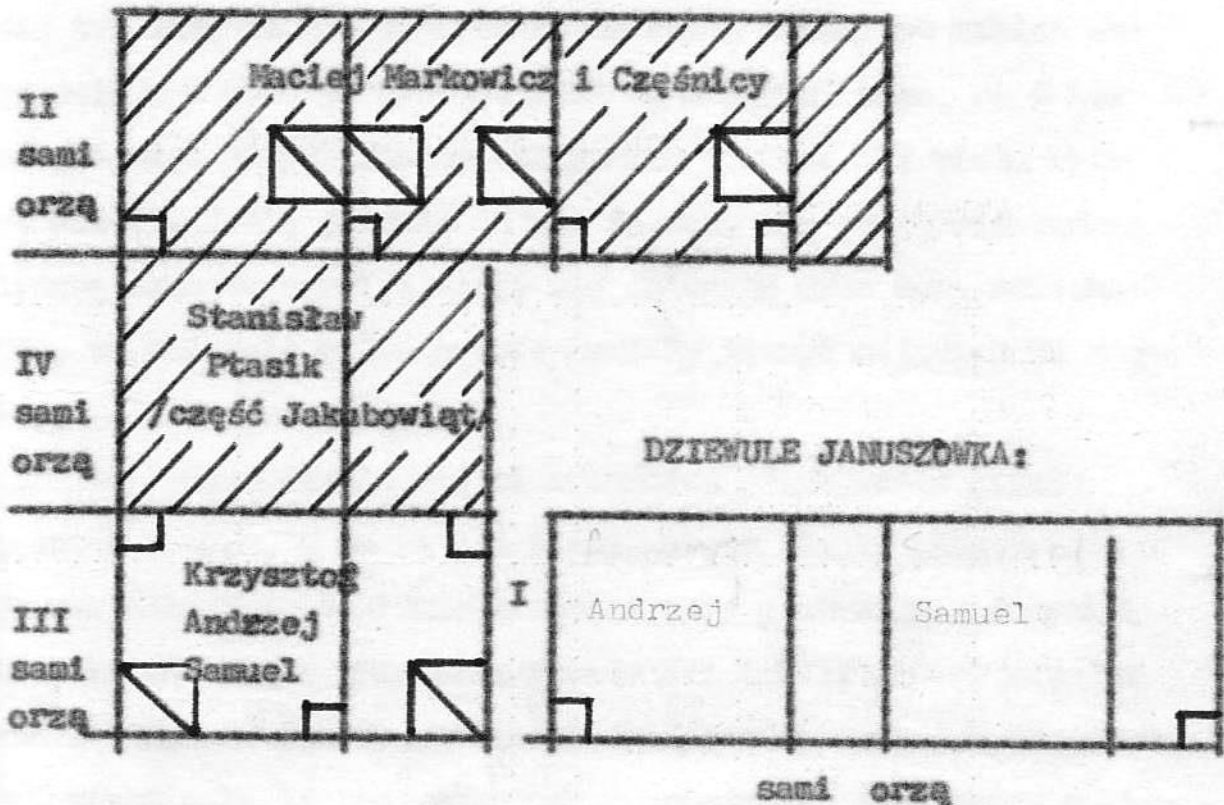 Maciej Markowicz i Częśnicy
II
sami
orzą
Stanisław
Ptasik
/część Jakubowiąt/
IV
sami
orzą
DZIEWULE JANUSZÓWKA:
Krzysztof
Andrzej
Samuel
III
sami
orzą
I
Andrzej
Samuel
sami orzą